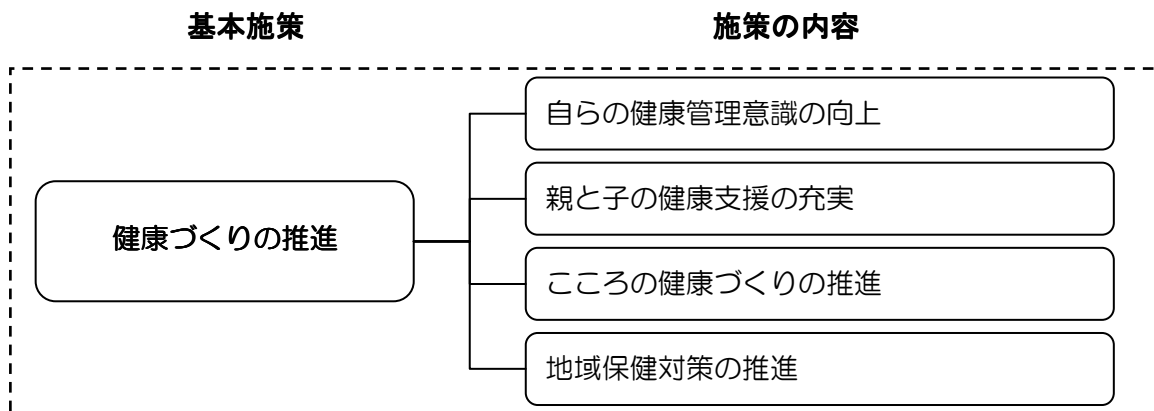 基本施策 施策の内容
自らの健康管理意識の向上
親と子の健康支援の充実
健康づくりの推進
こころの健康づくりの推進
地域保健対策の推進